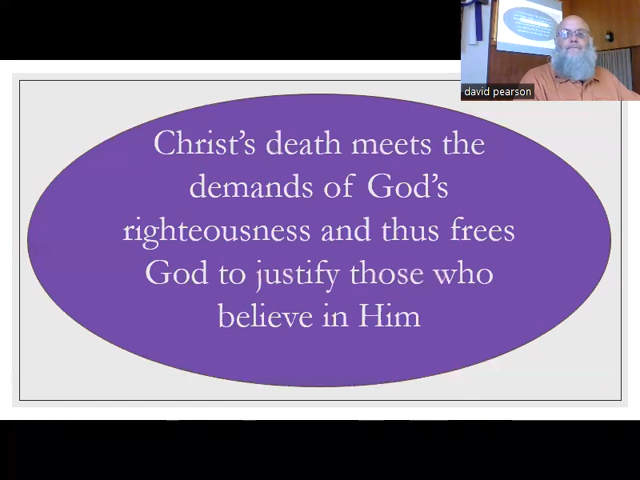 david pearson
Christ’s death meets the
demands of God’s
righteousness and thus frees
God to justify those who
believe in Him